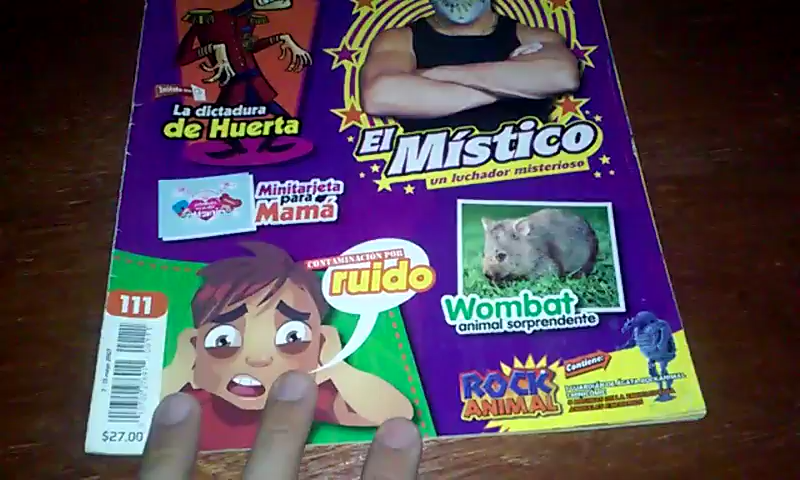 La dictadura
de Huerta
El Místico
un luchador misterioso
Minitarjeta
para
Mamá
CONTAMINACIÓN POR
ruido
111
Wombat
animal sorprendente
ROCK
ANIMAL
Contiene:
$27.00